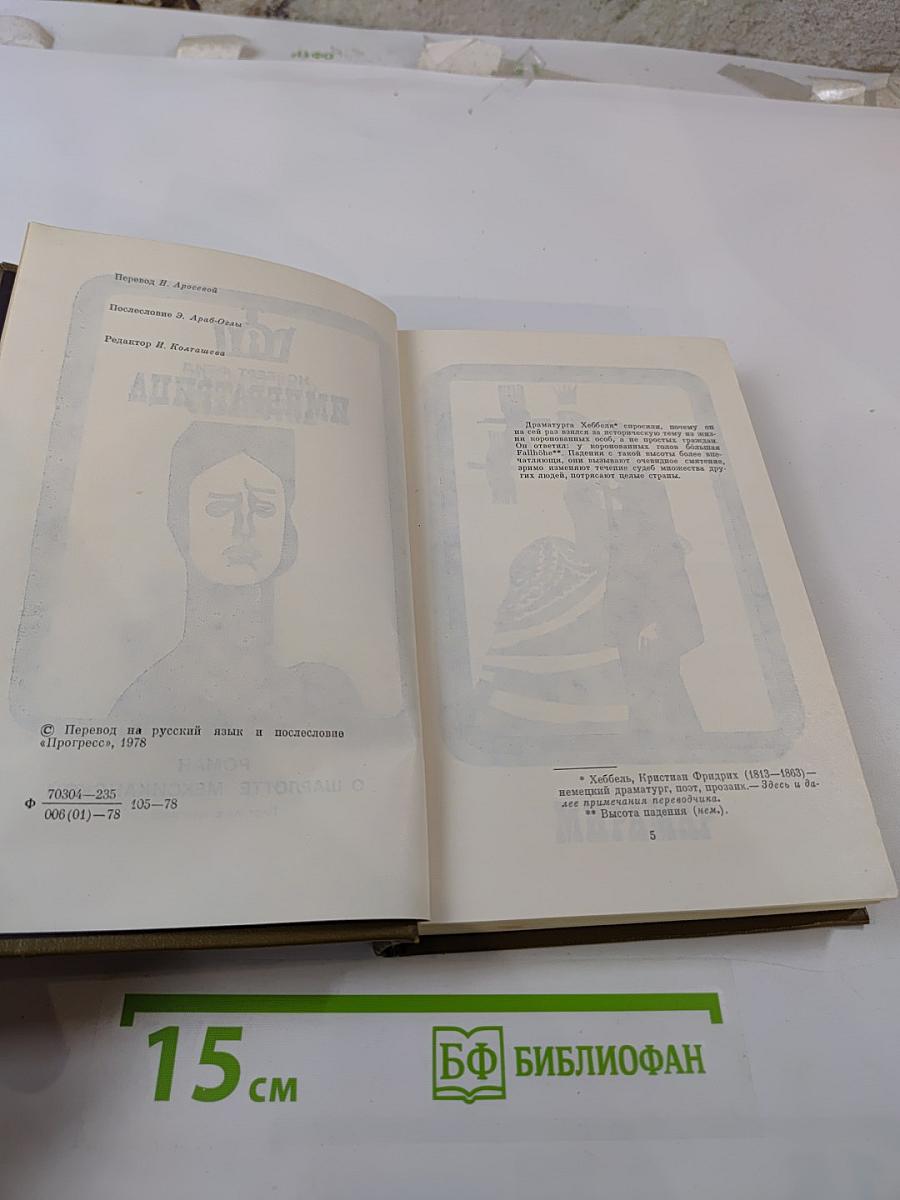 Перевод Н. Аросевой
Послесловие Э. Араб-Оглы
Редактор И. Колташева
ИМПЕРАТРИЦА
© Перевод на русский язык и послесловие
«Прогресс», 1978
РОМАН
О ШАРЛОТТЕ МЕКСИКА
Ф 70304—235
006(01)—78 105—78
Драматурга Хеббеля* спросили, почему он
на сей раз взялся за историческую тему из жиз-
ни коронованных особ, а не простых граждан.
Он ответил: у коронованных голов большая
Fallhöhe**. Падения с такой высоты более впе-
чатляющи, они вызывают очевидное смятение,
зримо изменяют течение судеб множества дру-
гих людей, потрясают целые страны.
* Хеббель, Кристиан Фридрих (1813—1863)—
немецкий драматург, поэт, прозаик.— Здесь и да-
лее примечания переводчика.
** Высота падения (нем.).
5
15 см
БФ БИБЛИОФАН